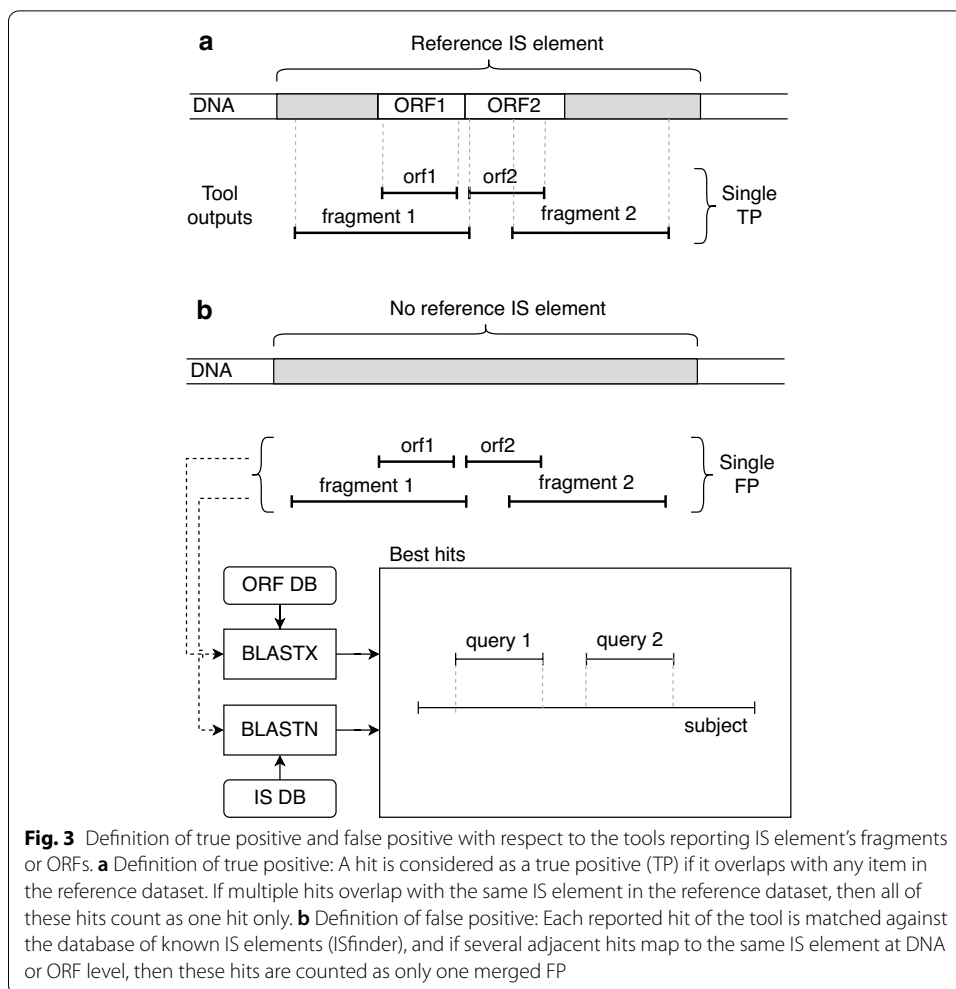 a
Reference IS element
DNA
ORF1
ORF2
orf1
orf2
Tool
outputs
fragment 1
fragment 2
Single
TP
b
No reference IS element
DNA
orf1
orf2
fragment 1
fragment 2
Single
FP
Best hits
ORF DB
BLASTX
query 1
query 2
BLASTN
subject
IS DB
Fig. 3 Definition of true positive and false positive with respect to the tools reporting IS element's fragments
or ORFs. a Definition of true positive: A hit is considered as a true positive (TP) if it overlaps with any item in
the reference dataset. If multiple hits overlap with the same IS element in the reference dataset, then all of
these hits count as one hit only. b Definition of false positive: Each reported hit of the tool is matched against
the database of known IS elements (ISfinder), and if several adjacent hits map to the same IS element at DNA
or ORF level, then these hits are counted as only one merged FP